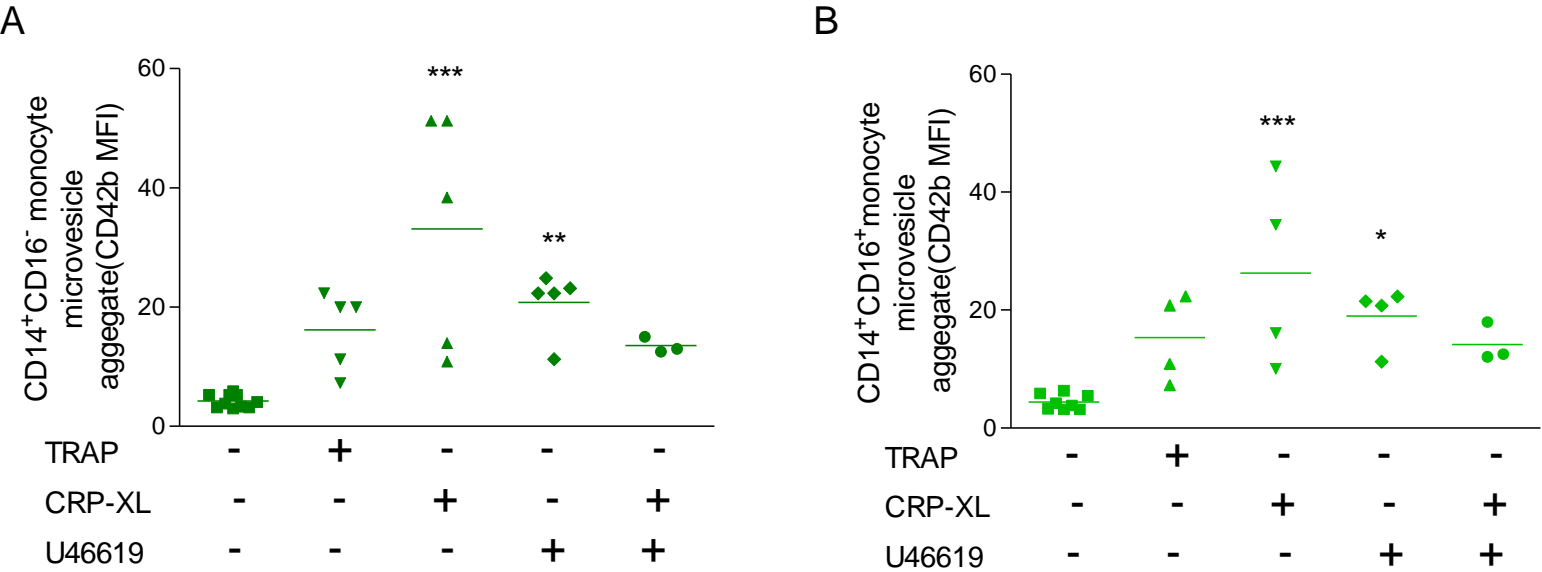 A
CD14⁺CD16⁻ monocyte
microvesicle
aggegate(CD42b MFI)
60
40
20
0
***
**
TRAP - + - - -
CRP-XL - - + - +
U46619 - - - + +
B
CD14⁺CD16⁺monocyte
microvesicle
aggegate(CD42b MFI)
60
40
20
0
***
*
TRAP - + - - -
CRP-XL - - + - +
U46619 - - - + +